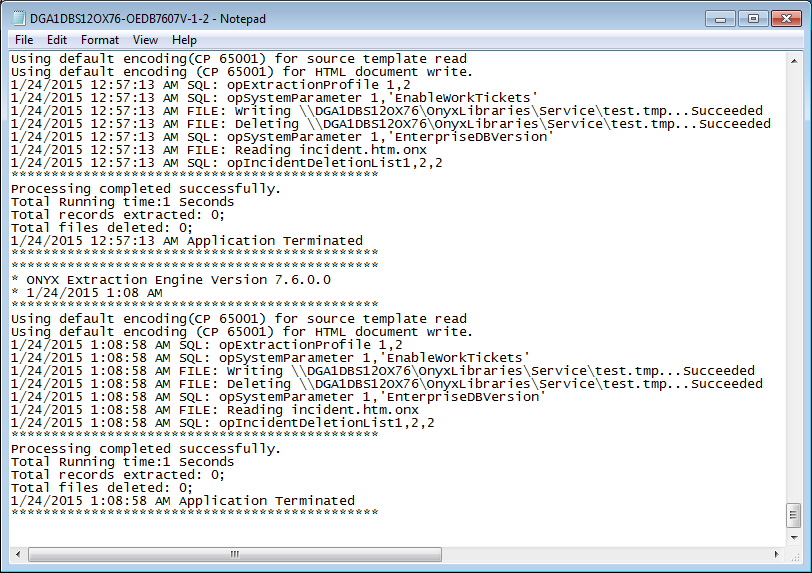 DGA1DBS12OX76-OEDB7607V-1-2 - Notepad
File Edit Format View Help
Using default encoding(CP 65001) for source template read
Using default encoding (CP 65001) for HTML document write.
1/24/2015 12:57:13 AM SQL: opExtractionProfile 1,2
1/24/2015 12:57:13 AM SQL: opSystemParameter 1,'EnableWorkTickets'
1/24/2015 12:57:13 AM FILE: Writing \\DGA1DBS12OX76\OnyxLibraries\Service\test.tmp...Succeeded
1/24/2015 12:57:13 AM FILE: Deleting \\DGA1DBS12OX76\OnyxLibraries\Service\test.tmp...Succeeded
1/24/2015 12:57:13 AM SQL: opSystemParameter 1,'EnterpriseDBVersion'
1/24/2015 12:57:13 AM FILE: Reading incident.htm.onx
1/24/2015 12:57:13 AM SQL: opIncidentDeletionList1,2,2
***********************************************
Processing completed successfully.
Total Running time:1 Seconds
Total records extracted: 0;
Total files deleted: 0;
1/24/2015 12:57:13 AM Application Terminated
***********************************************
***********************************************
* ONYX Extraction Engine Version 7.6.0.0
* 1/24/2015 1:08 AM
***********************************************
Using default encoding(CP 65001) for source template read
Using default encoding (CP 65001) for HTML document write.
1/24/2015 1:08:58 AM SQL: opExtractionProfile 1,2
1/24/2015 1:08:58 AM SQL: opSystemParameter 1,'EnableWorkTickets'
1/24/2015 1:08:58 AM FILE: Writing \\DGA1DBS12OX76\OnyxLibraries\Service\test.tmp...Succeeded
1/24/2015 1:08:58 AM FILE: Deleting \\DGA1DBS12OX76\OnyxLibraries\Service\test.tmp...Succeeded
1/24/2015 1:08:58 AM SQL: opSystemParameter 1,'EnterpriseDBVersion'
1/24/2015 1:08:58 AM FILE: Reading incident.htm.onx
1/24/2015 1:08:58 AM SQL: opIncidentDeletionList1,2,2
***********************************************
Processing completed successfully.
Total Running time:1 Seconds
Total records extracted: 0;
Total files deleted: 0;
1/24/2015 1:08:58 AM Application Terminated
***********************************************